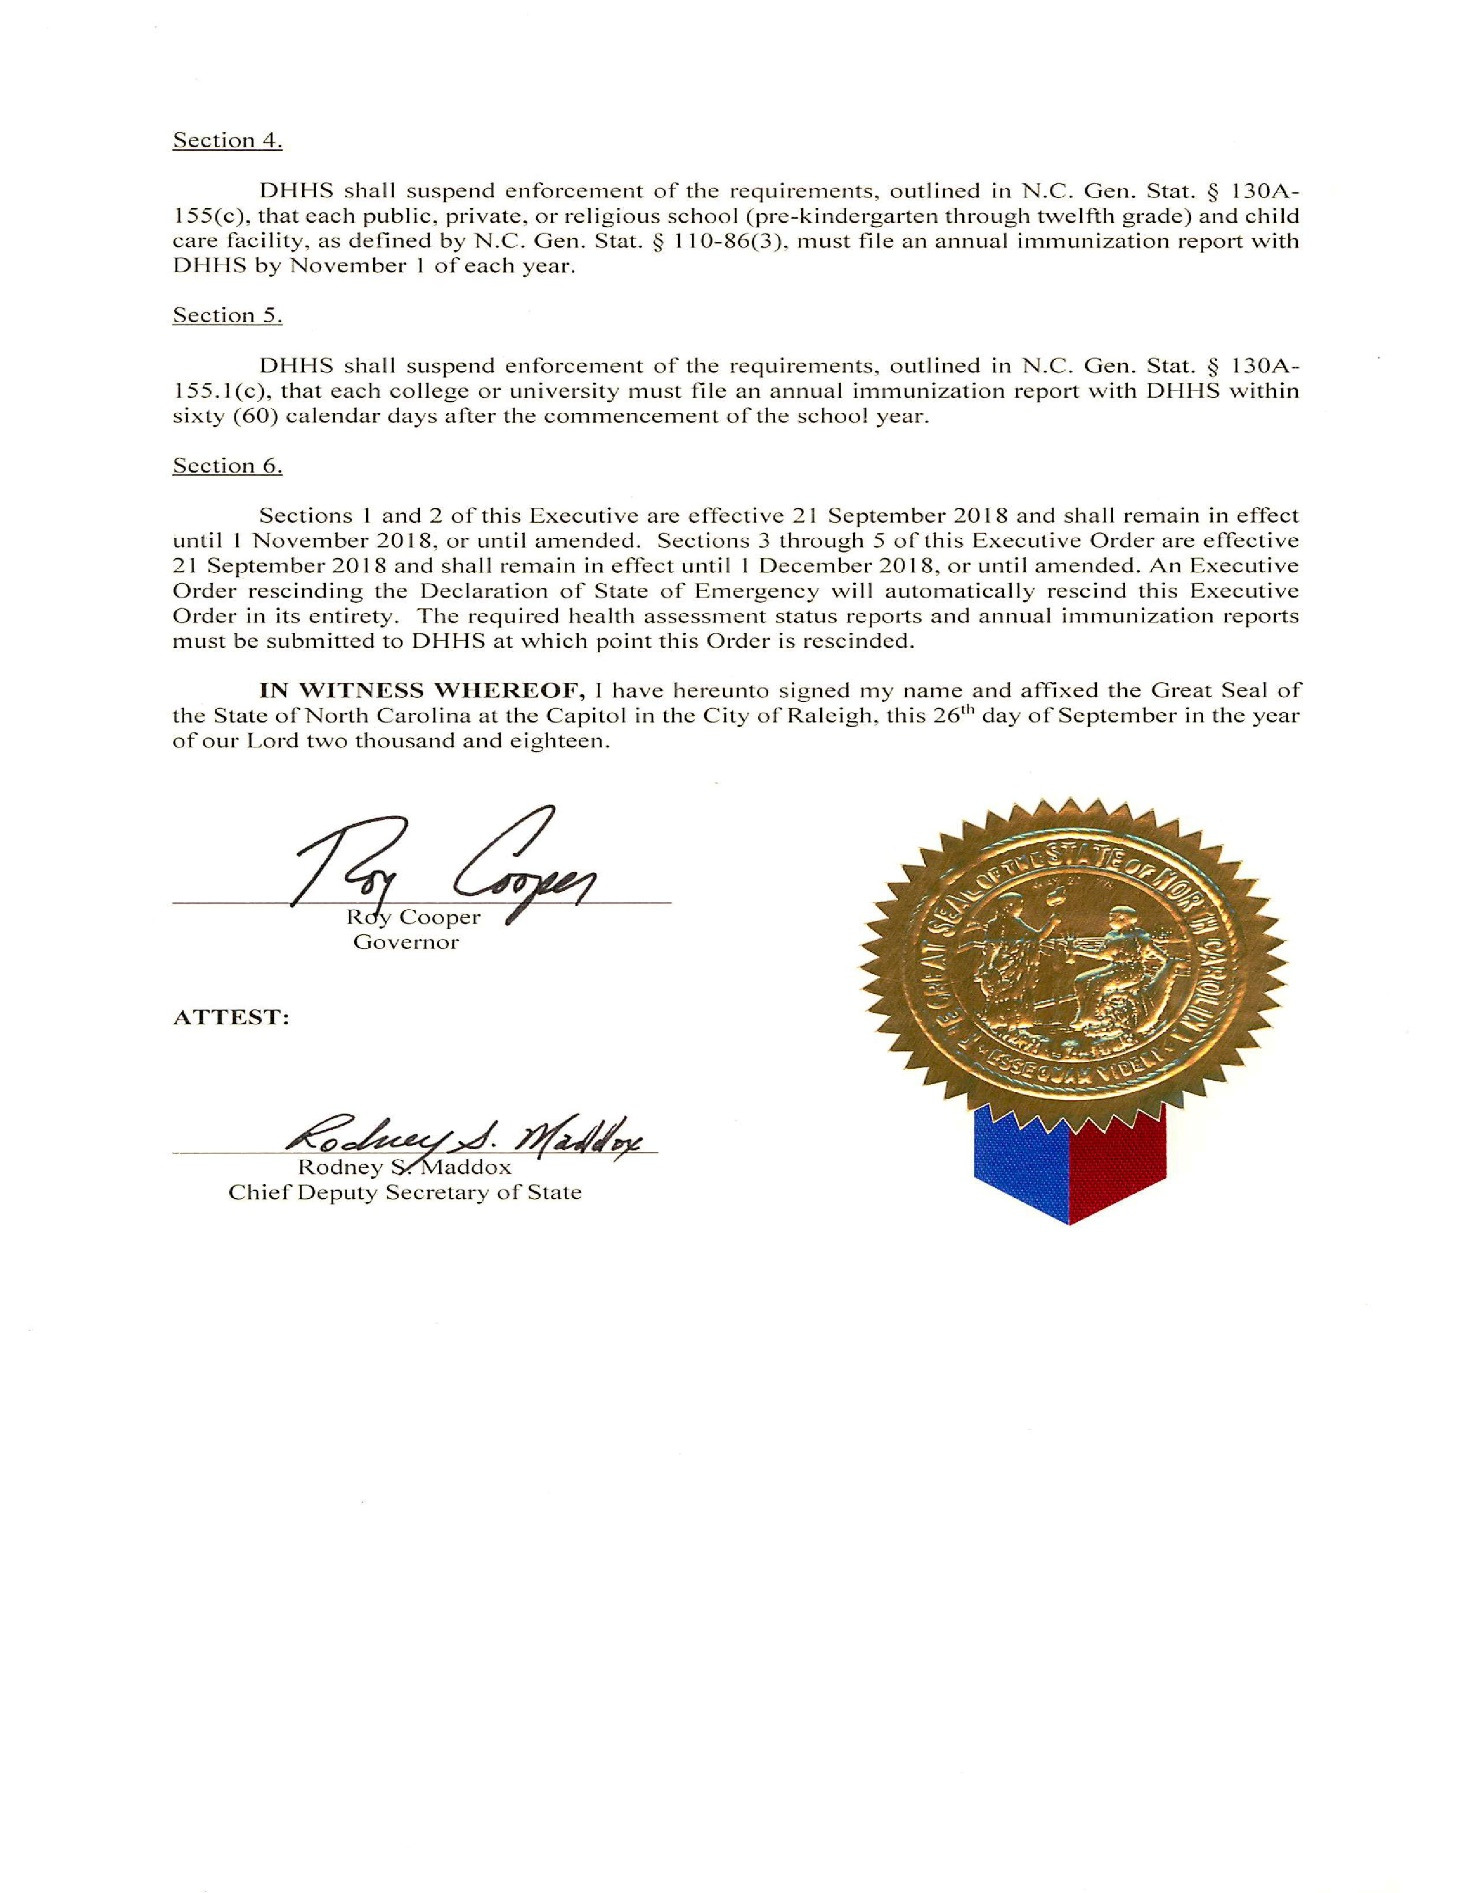 Section 4.
DHHS shall suspend enforcement of the requirements, outlined in N.C. Gen. Stat. § 130A-
155(c), that each public, private, or religious school (pre-kindergarten through twelfth grade) and child
care facility, as defined by N.C. Gen. Stat. § 110-86(3), must file an annual immunization report with
DHHS by November 1 of each year.
Section 5.
DHHS shall suspend enforcement of the requirements, outlined in N.C. Gen. Stat. § 130A-
155.1(c), that each college or university must file an annual immunization report with DHHS within
sixty (60) calendar days after the commencement of the school year.
Section 6.
Sections 1 and 2 of this Executive are effective 21 September 2018 and shall remain in effect
until 1 November 2018, or until amended. Sections 3 through 5 of this Executive Order are effective
21 September 2018 and shall remain in effect until 1 December 2018, or until amended. An Executive
Order rescinding the Declaration of State of Emergency will automatically rescind this Executive
Order in its entirety. The required health assessment status reports and annual immunization reports
must be submitted to DHHS at which point this Order is rescinded.
IN WITNESS WHEREOF, I have hereunto signed my name and affixed the Great Seal of
the State of North Carolina at the Capitol in the City of Raleigh, this 26th day of September in the year
of our Lord two thousand and eighteen.
Roy Cooper
Roy Cooper
Governor
ATTEST:
Rodney S. Maddox
Rodney S. Maddox
Chief Deputy Secretary of State
GREAT SEAL OF THE STATE OF NORTH CAROLINA
ESSE QUAM VIDERI